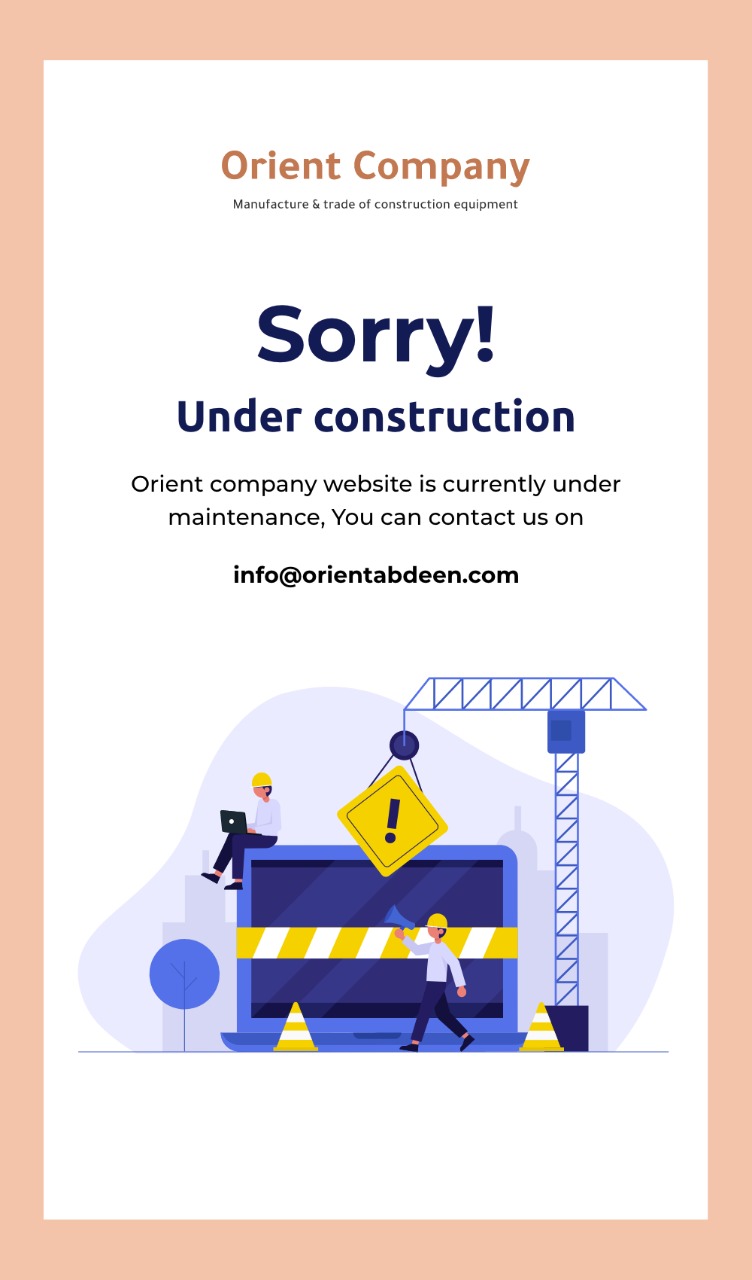 Orient Company
Manufacture & trade of construction equipment
Sorry!
Under construction
Orient company website is currently under
maintenance, You can contact us on
info@orientabdeen.com
!